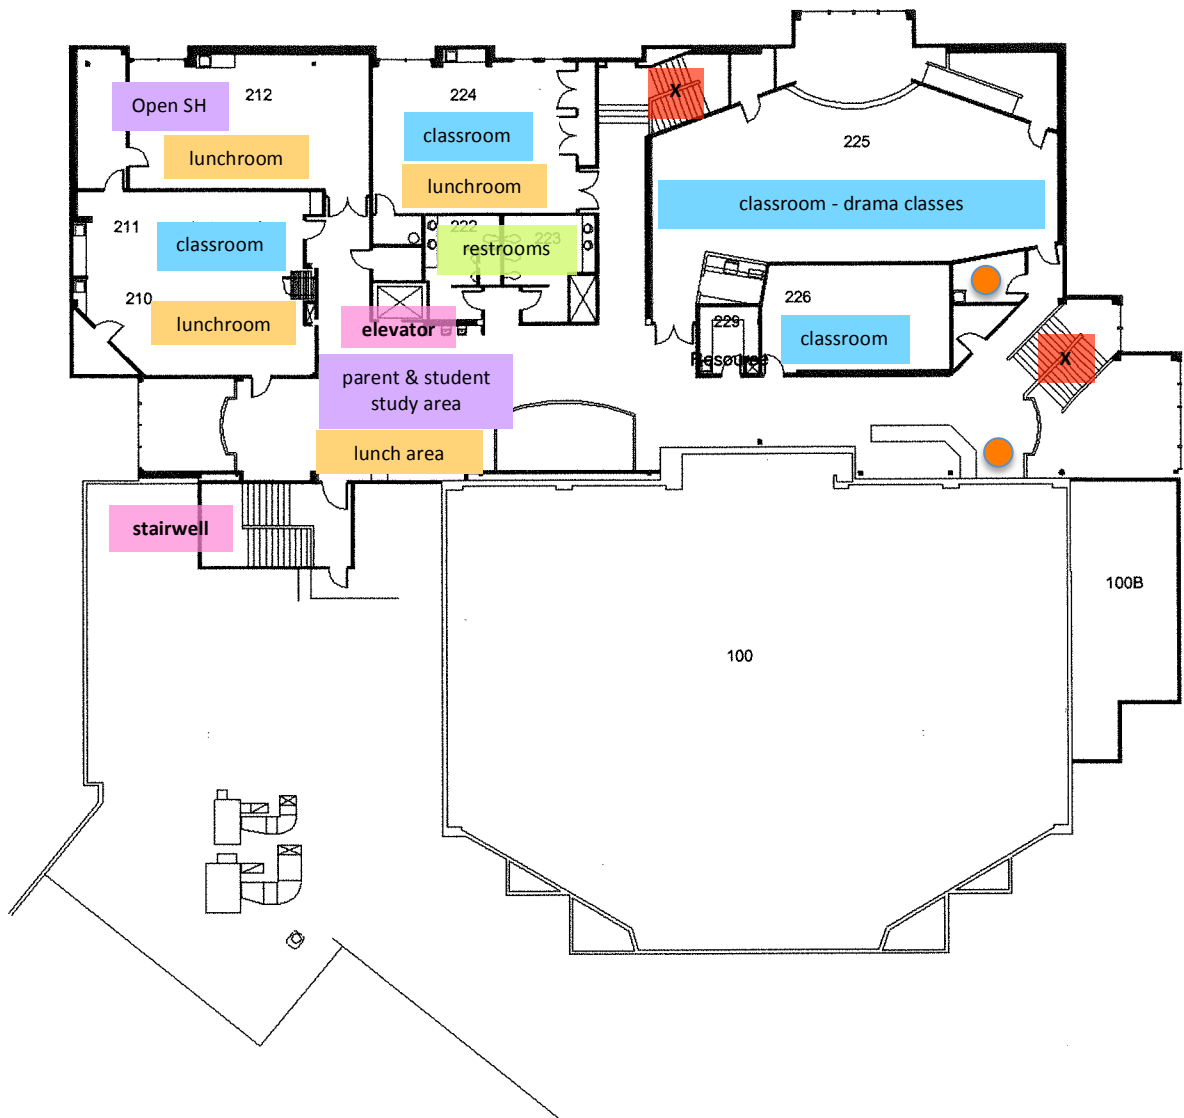 212
224
X
Open SH
classroom
225
lunchroom
lunchroom
classroom - drama classes
211
222
223
classroom
restrooms
210
226
lunchroom
elevator
229
classroom
X
Resource
parent & student
study area
lunch area
stairwell
100B
100